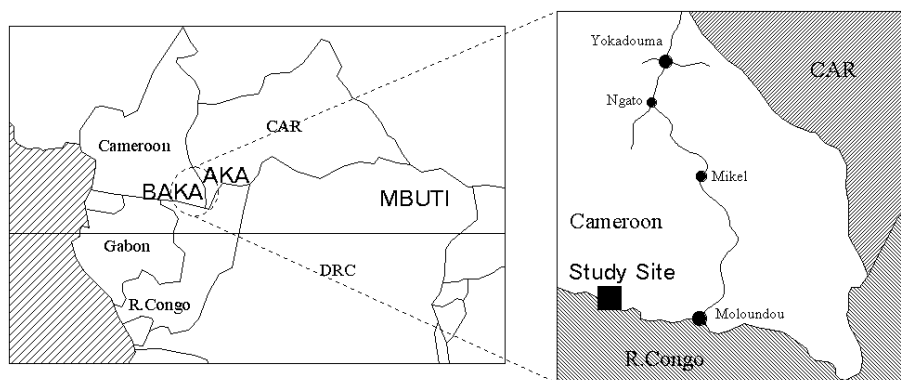 Cameroon
CAR
BAKA
AKA
MBUTI
Gabon
DRC
R.Congo
Yokadouma
CAR
Ngato
Mikel
Cameroon
Study Site
Moloundou
R.Congo